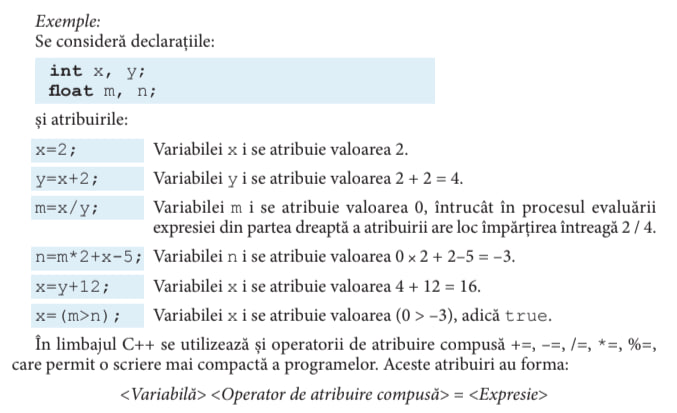 Exemple:
Se consideră declarațiile:
int x, y;
float m, n;
și atribuirile:
x=2; Variabilei x i se atribuie valoarea 2.
y=x+2; Variabilei y i se atribuie valoarea 2 + 2 = 4.
m=x/y; Variabilei m i se atribuie valoarea 0, întrucât în procesul evaluării
expresiei din partea dreaptă a atribuirii are loc împărțirea întreagă 2 / 4.
n=m*2+x-5; Variabilei n i se atribuie valoarea 0 × 2 + 2–5 = –3.
x=y+12; Variabilei x i se atribuie valoarea 4 + 12 = 16.
x=(m>n); Variabilei x i se atribuie valoarea (0 > –3), adică true.
În limbajul C++ se utilizează și operatorii de atribuire compusă +=, –=, /=, *=, %=,
care permit o scriere mai compactă a programelor. Aceste atribuiri au forma:
<Variabilă> <Operator de atribuire compusă> = <Expresie>